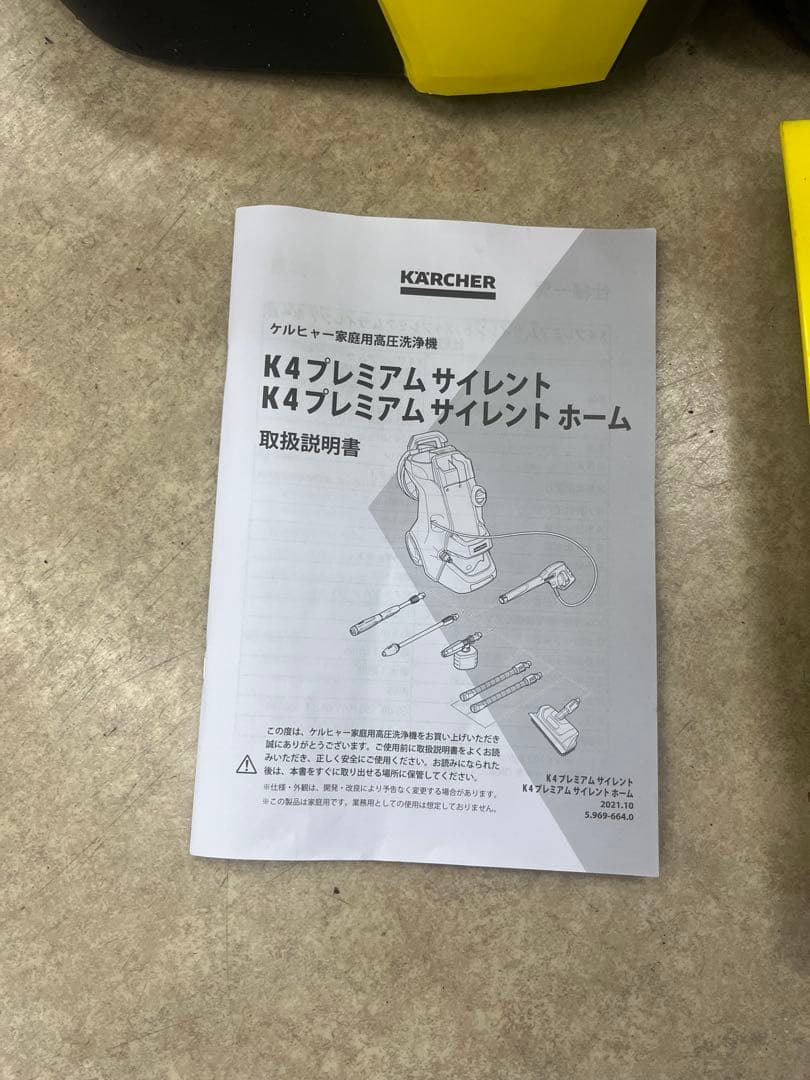 KÄRCHER
ケルヒャー家庭用高圧洗浄機
K4プレミアム サイレント
K4プレミアム サイレント ホーム
取扱説明書
この度は、ケルヒャー家庭用高圧洗浄機をお買い上げいただき
誠にありがとうございます。ご使用前に取扱説明書をよくお読
みいただき、正しく安全にご使用ください。お読みになられた
後は、本書をすぐに取り出せる場所に保管してください。
※仕様・外観は、開発・改良により予告なく変更する場合があります。
※この製品は家庭用です。業務用としての使用は想定しておりません。
K4プレミアム サイレント
K4プレミアム サイレント ホーム
2021.10
5.969-664.0